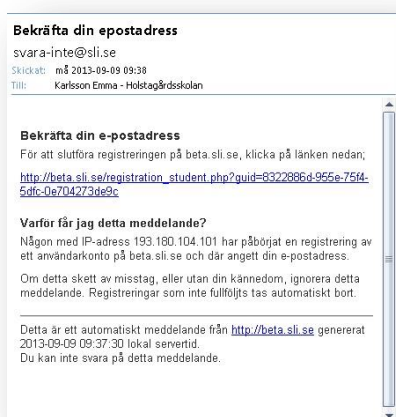 Bekräfta din epostadress
svara-inte@sli.se
Skickat: må 2013-09-09 09:38
Till: Karlsson Emma - Holstagårdsskolan
Bekräfta din e-postadress
För att slutföra registreringen på beta.sli.se, klicka på länken nedan;
http://beta.sli.se/registration_student.php?guid=8322886d-955e-75f4-
5dfc-0e704273de9c
Varför får jag detta meddelande?
Någon med IP-adress 193.180.104.101 har påbörjat en registrering av
ett användarkonto på beta.sli.se och där angett din e-postadress.
Om detta skett av misstag, eller utan din kännedom, ignorera detta
meddelande. Registreringar som inte fullföljts tas automatiskt bort.
Detta är ett automatiskt meddelande från http://beta.sli.se genererat
2013-09-09 09:37:30 lokal servertid.
Du kan inte svara på detta meddelande.